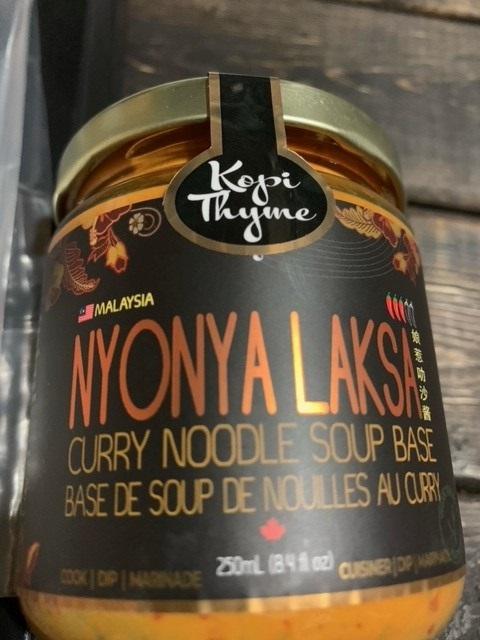 Kopi
Thyme
MALAYSIA
NYONYA LAKSA
娘惹叻沙酱
CURRY NOODLE SOUP BASE
BASE DE SOUP DE NOUILLES AU CURRY
COOK | DIP | MARINADE
250mL (8.4 fl oz)
CUISINER | DIP |